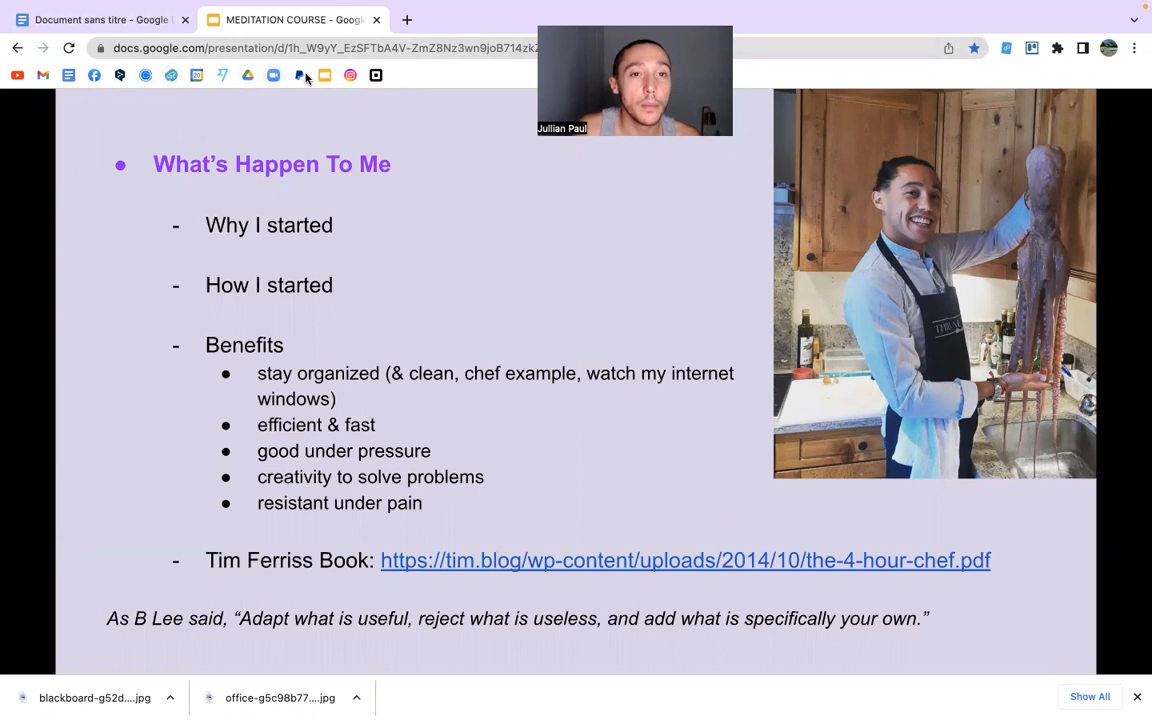 Document sans titre - Google
MEDITATION COURSE - Google
docs.google.com/presentation/d/1h_W9yY_EzSFTbA4V-ZmZ8Nz3wn9joB714zkZ
Jullian Paul
● What's Happen To Me
- Why I started
- How I started
- Benefits
● stay organized (& clean, chef example, watch my internet
windows)
● efficient & fast
● good under pressure
● creativity to solve problems
● resistant under pain
- Tim Ferriss Book: https://tim.blog/wp-content/uploads/2014/10/the-4-hour-chef.pdf
As B Lee said, “Adapt what is useful, reject what is useless, and add what is specifically your own.”
blackboard-g52d....jpg
office-g5c98b77....jpg
Show All